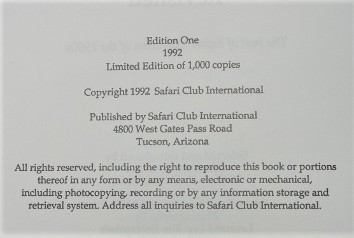 Edition One
1992
Limited Edition of 1,000 copies
Copyright 1992 Safari Club International
Published by Safari Club International
4800 West Gates Pass Road
Tucson, Arizona
All rights reserved, including the right to reproduce this book or portions
thereof in any form or by any means, electronic or mechanical,
including photocopying, recording or by any information storage and
retrieval system. Address all inquiries to Safari Club International.